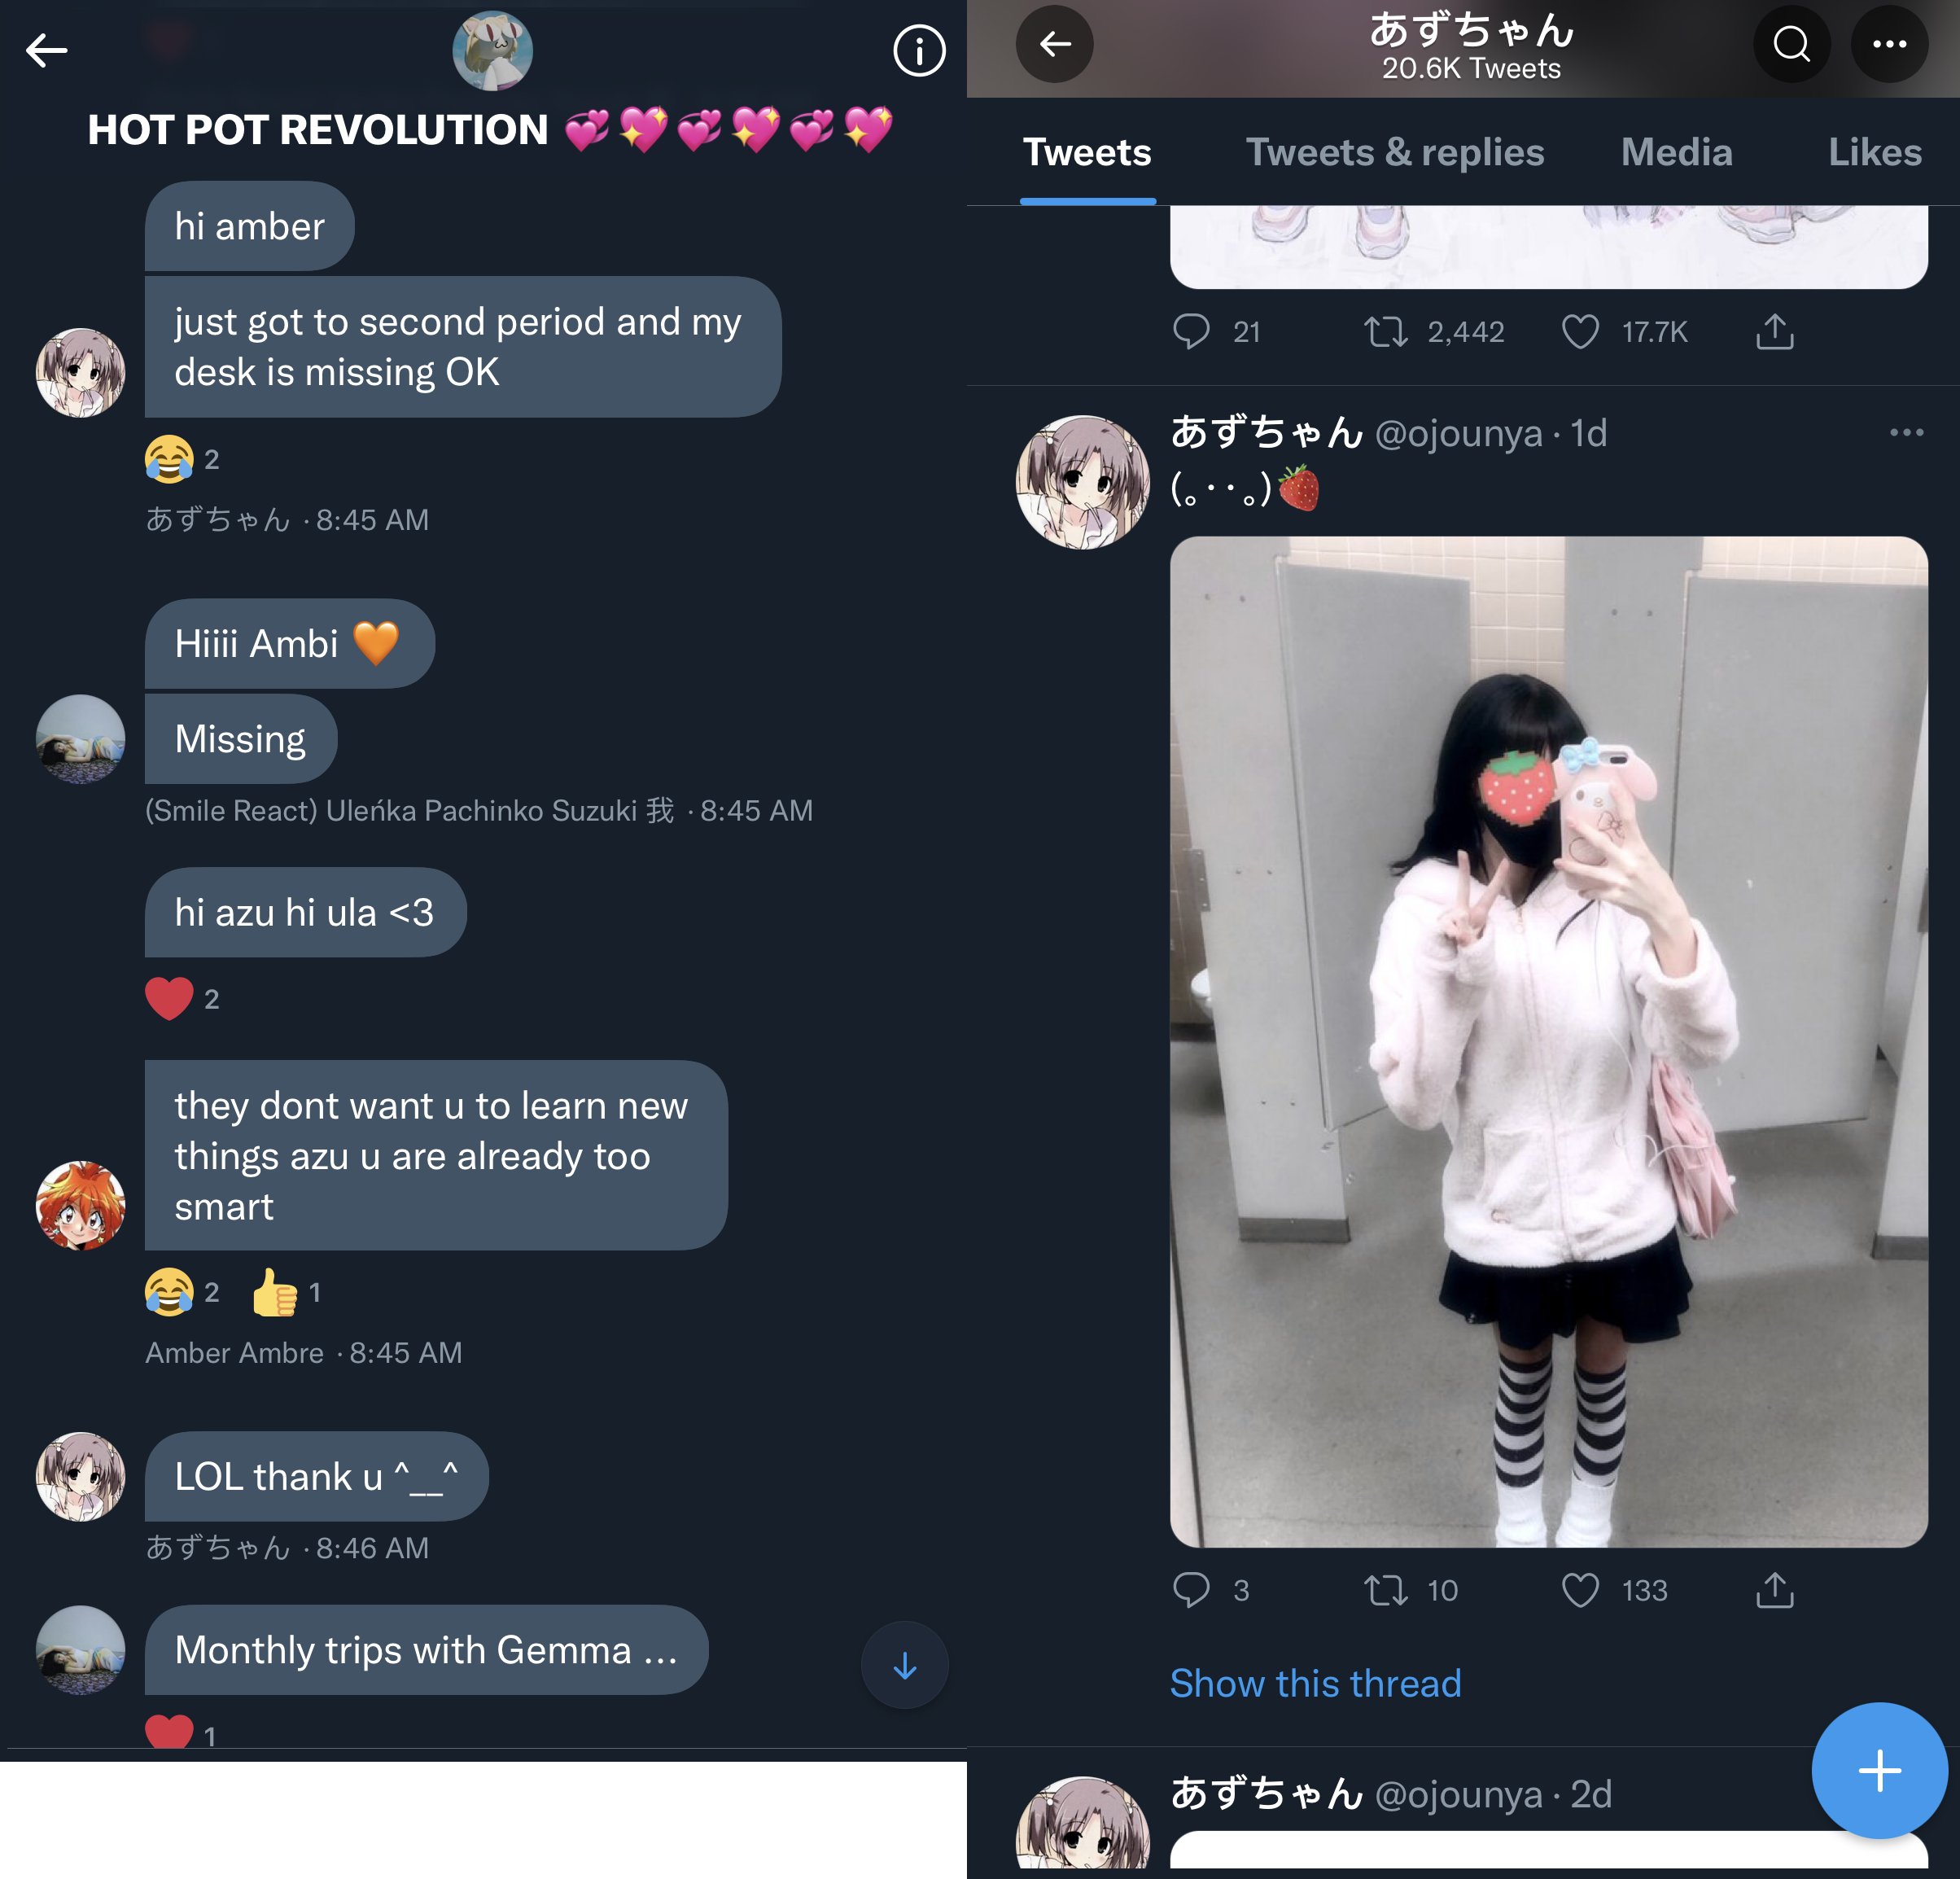 HOT POT REVOLUTION 💞💖💞💖💞💖
hi amber
just got to second period and my
desk is missing OK
😂 2
あずちゃん · 8:45 AM
Hiiii Ambi 🧡
Missing
(Smile React) Uleńka Pachinko Suzuki 我 · 8:45 AM
hi azu hi ula <3
❤️ 2
they dont want u to learn new
things azu u are already too
smart
😂 2 👍 1
Amber Ambre · 8:45 AM
LOL thank u ^__^
あずちゃん · 8:46 AM
Monthly trips with Gemma ...
❤️ 1
あずちゃん
20.6K Tweets
Tweets Tweets & replies Media Likes
21 2,442 17.7K
あずちゃん @ojounya · 1d
(｡･･｡)🍓
3 10 133
Show this thread
あずちゃん @ojounya · 2d